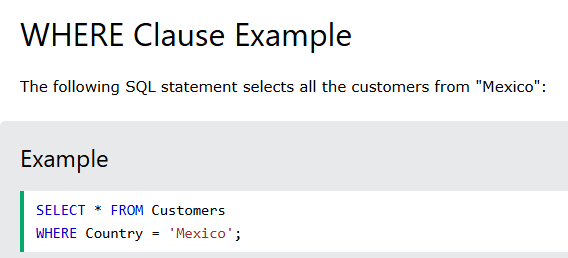 WHERE Clause Example
The following SQL statement selects all the customers from "Mexico":
Example
SELECT * FROM Customers
WHERE Country = 'Mexico';